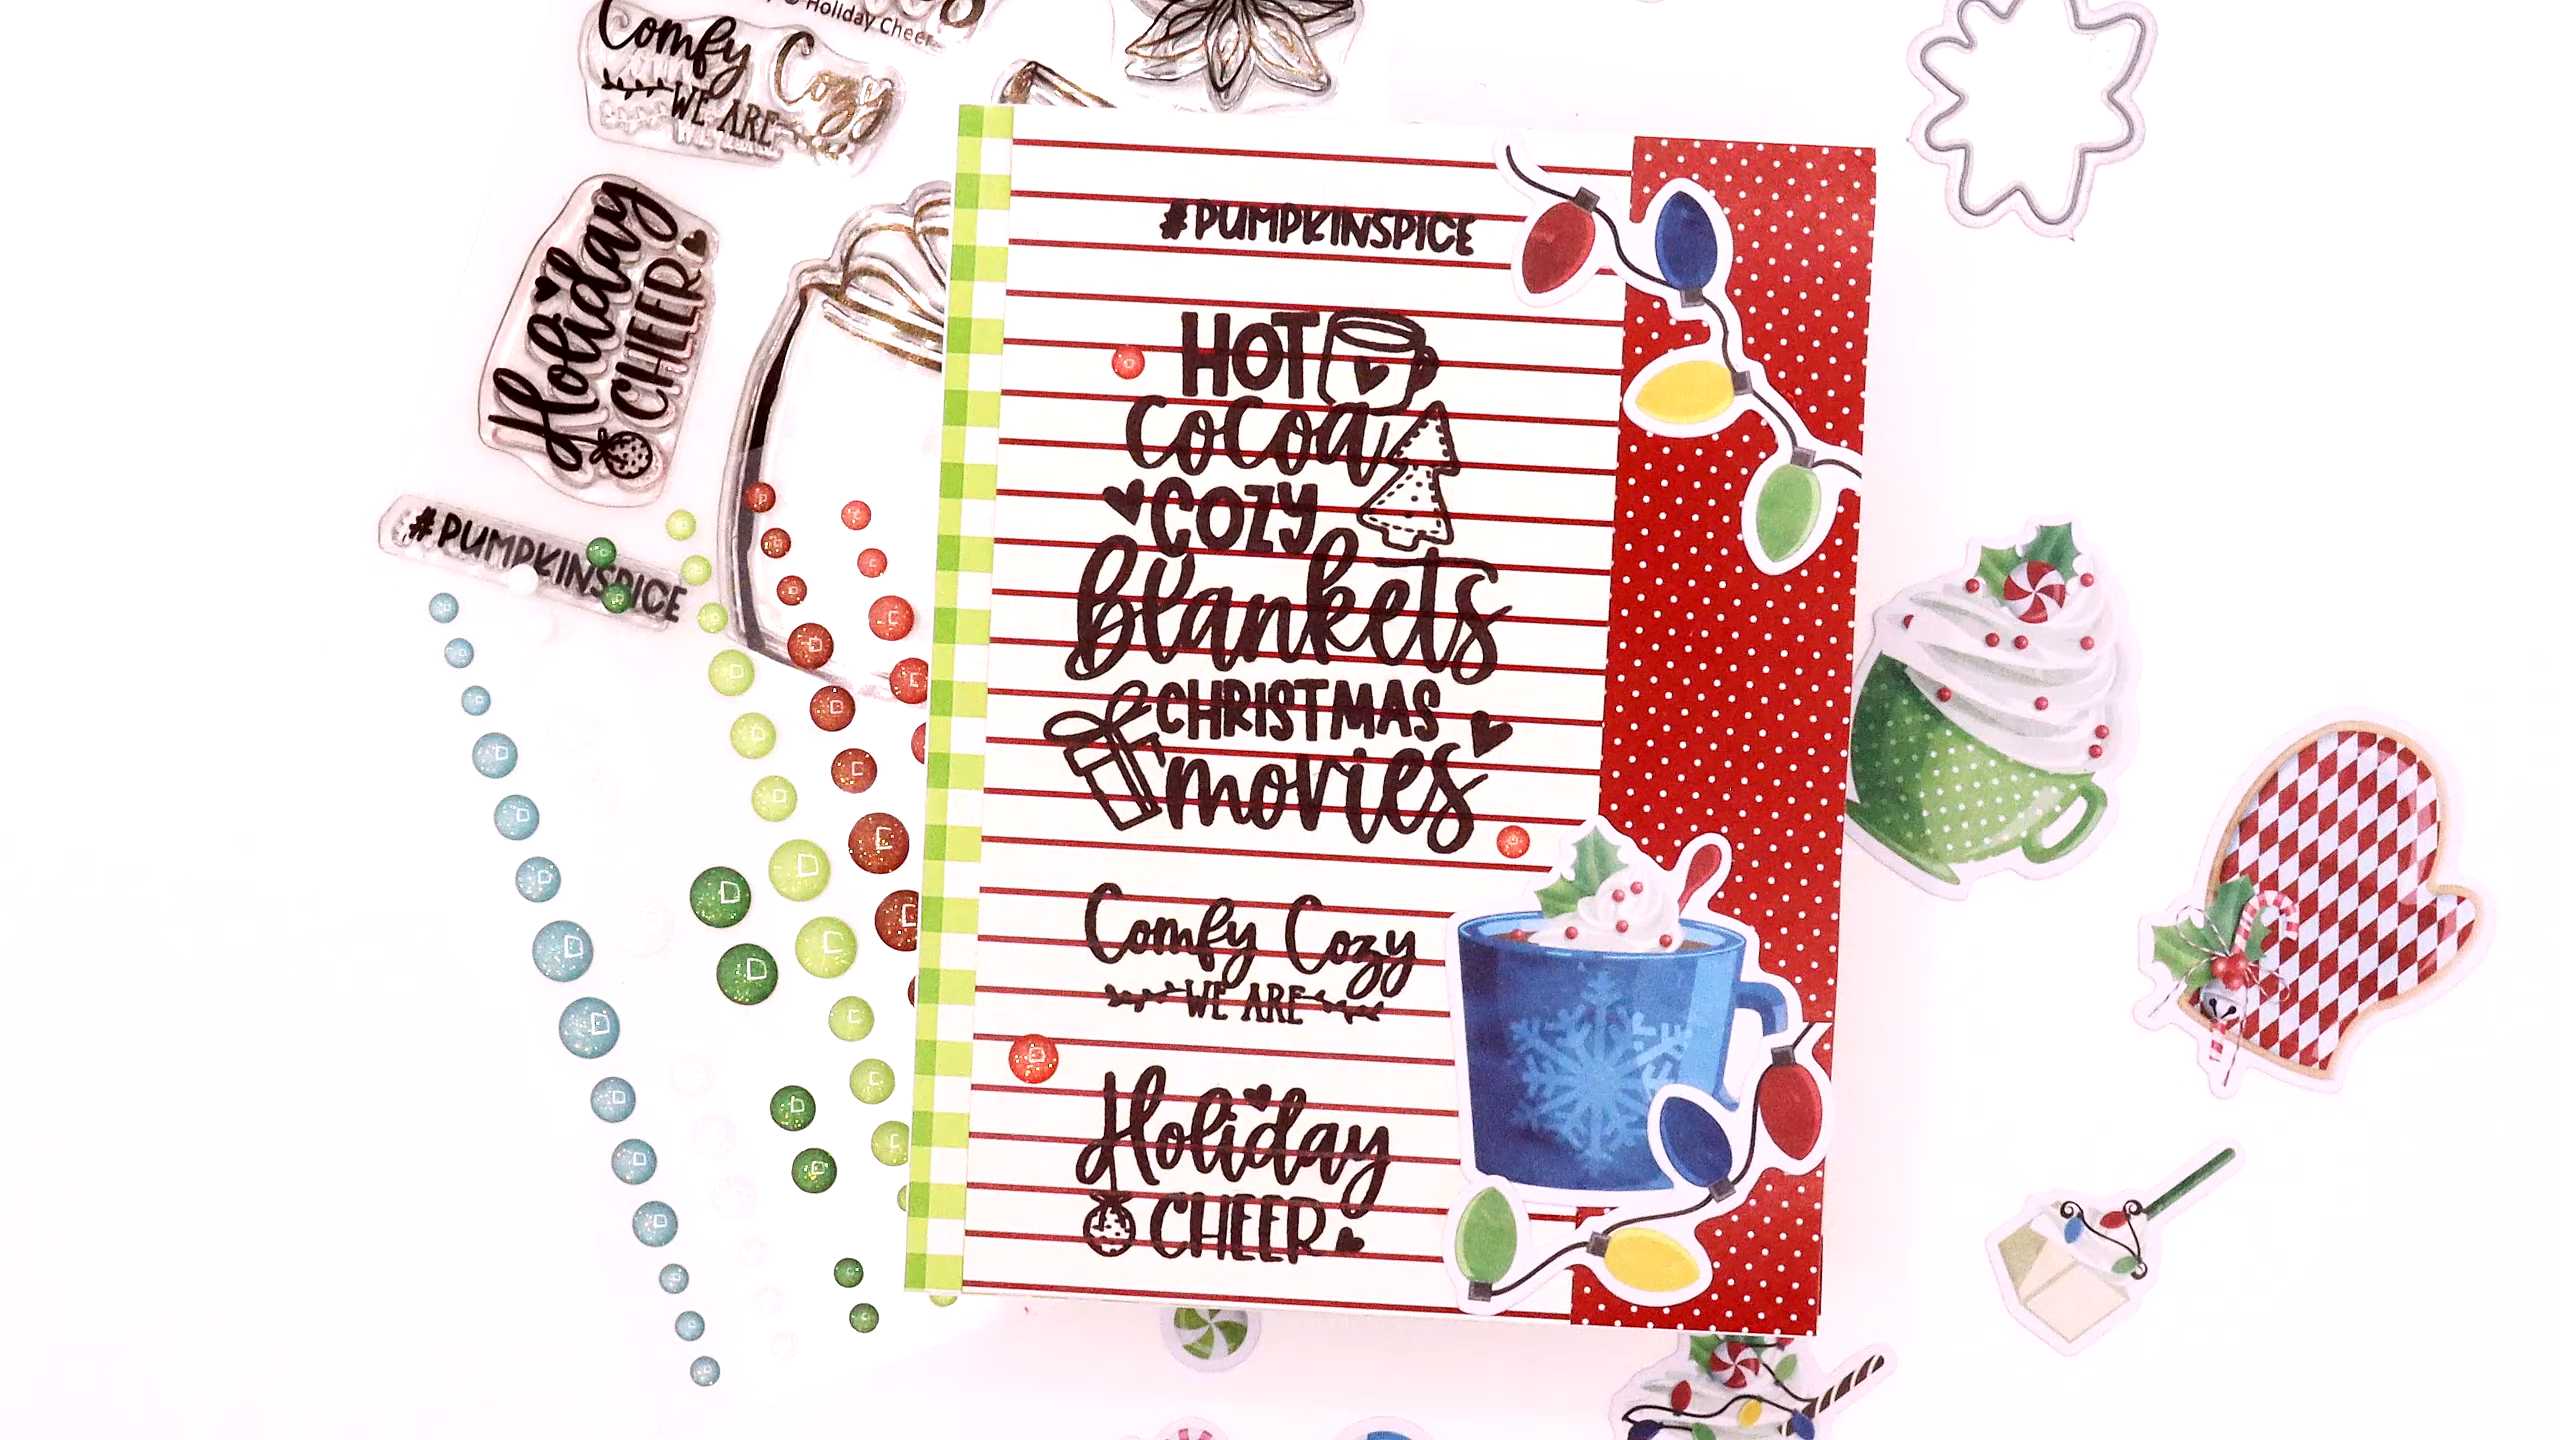 Holiday Cheer
Comfy Cozy
WE ARE
Holiday
CHEER
#PUMPKINSPICE
#PUMPKINSPICE
HOT
cocoa
COZY
blankets
CHRISTMAS
movies
Comfy Cozy
WE ARE
Holiday
CHEER